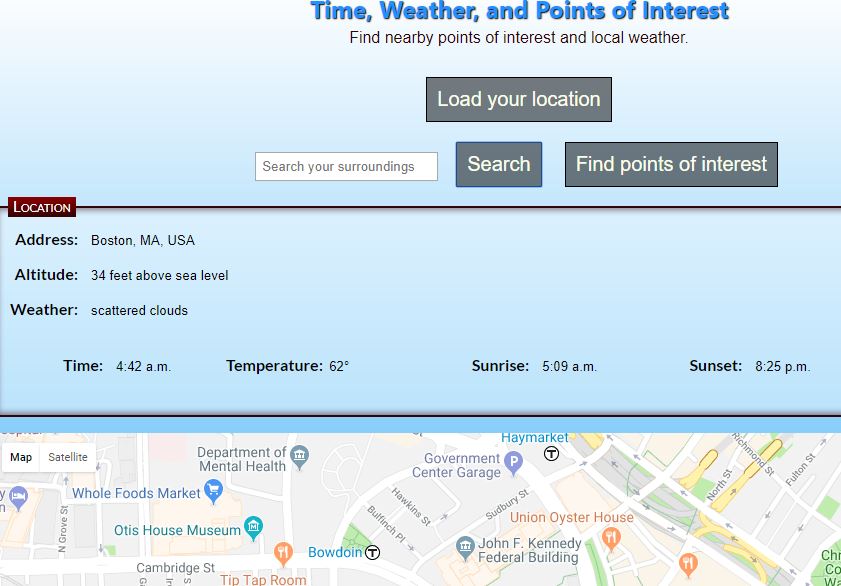 Time, Weather, and Points of Interest
Find nearby points of interest and local weather.
Load your location
Search your surroundings
Search
Find points of interest
LOCATION
Address: Boston, MA, USA
Altitude: 34 feet above sea level
Weather: scattered clouds
Time: 4:42 a.m. Temperature: 62° Sunrise: 5:09 a.m. Sunset: 8:25 p.m.
Map Satellite
Haymarket
Department of
Mental Health
Government
Center Garage
Richmond St
North St
Fulton St
Whole Foods Market
Hawkins St
Sudbury St
Bulfinch Pl
N Grove St
Otis House Museum
Union Oyster House
Bowdoin
John F. Kennedy
Federal Building
Cambridge St
Tip Tap Room